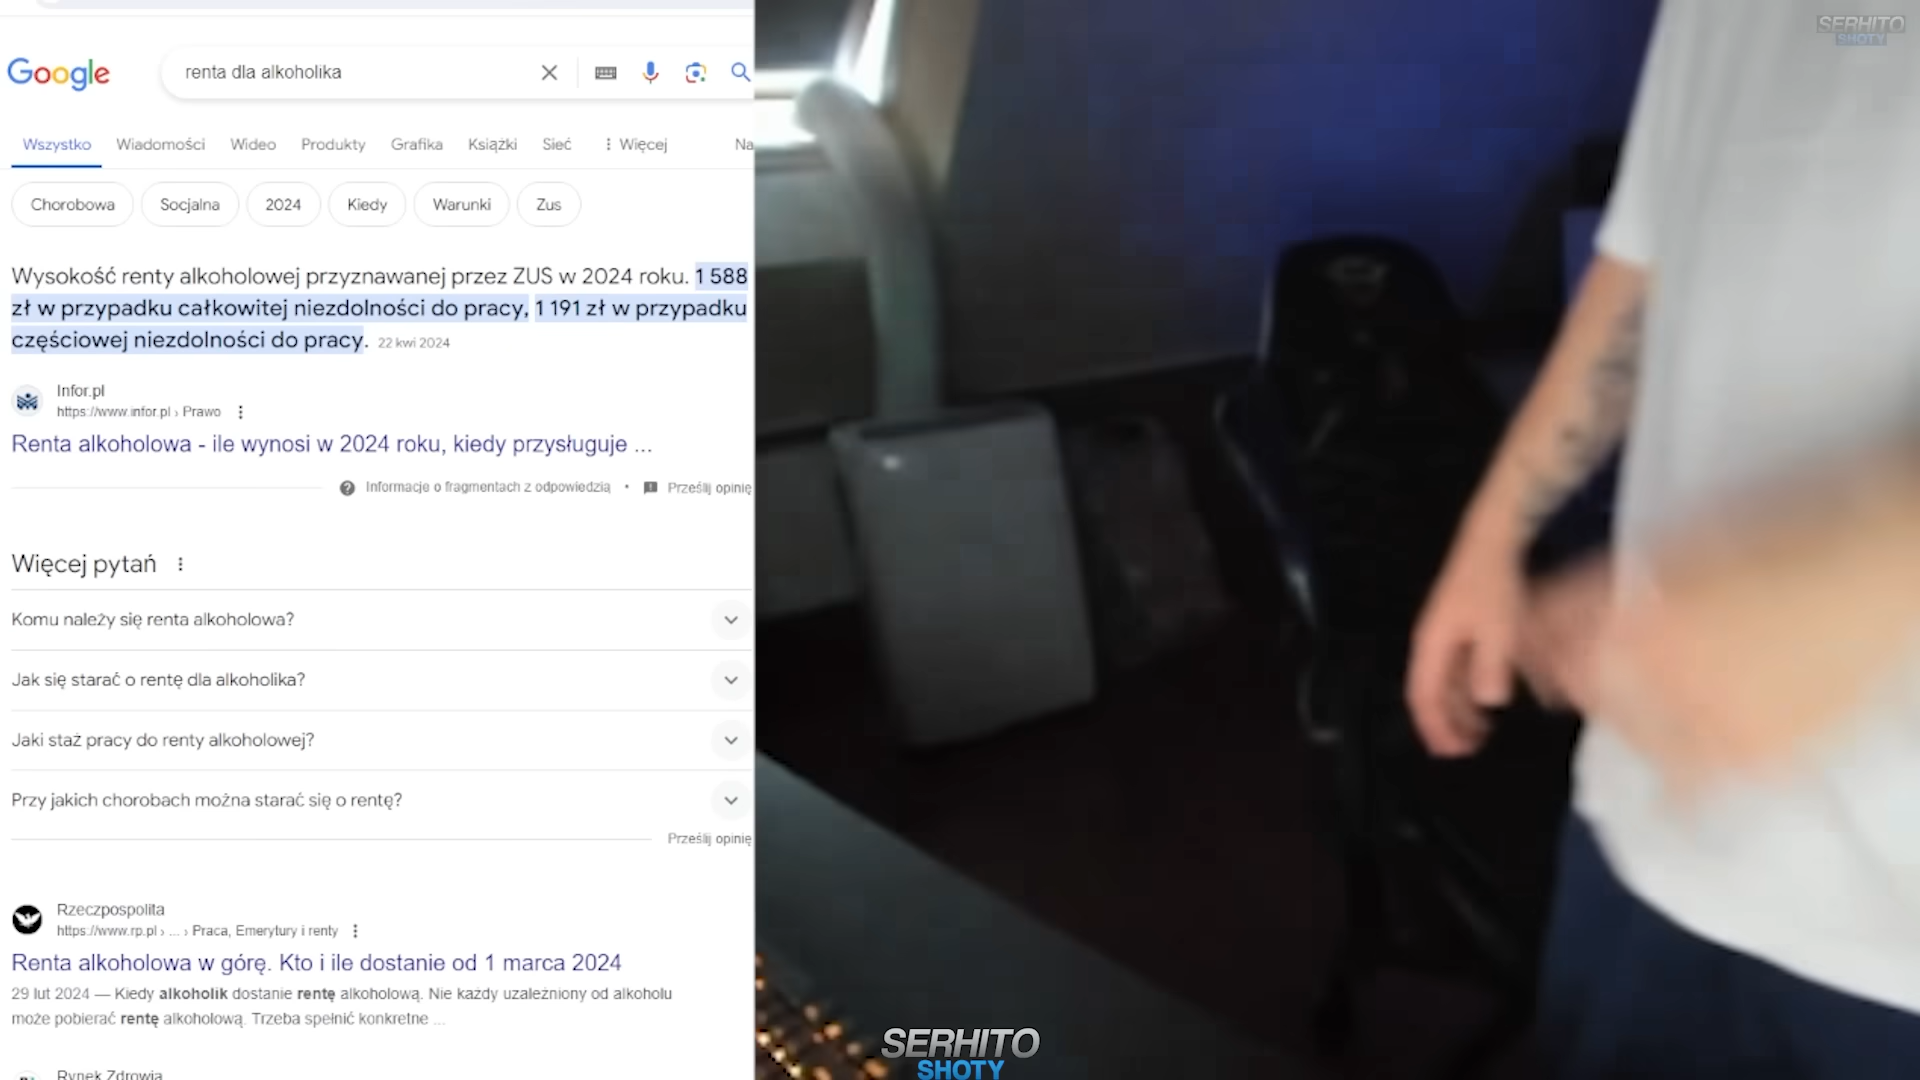 Google
renta dla alkoholika
Wszystko Wiadomości Wideo Produkty Grafika Książki Sieć Więcej Na
Chorobowa Socjalna 2024 Kiedy Warunki Zus
Wysokość renty alkoholowej przyznawanej przez ZUS w 2024 roku. 1 588
zł w przypadku całkowitej niezdolności do pracy, 1 191 zł w przypadku
częściowej niezdolności do pracy. 22 kwi 2024
Infor.pl
https://www.infor.pl › Prawo
Renta alkoholowa - ile wynosi w 2024 roku, kiedy przysługuje ...
Informacje o fragmentach z odpowiedzią • Prześlij opinię
Więcej pytań
Komu należy się renta alkoholowa?
Jak się starać o rentę dla alkoholika?
Jaki staż pracy do renty alkoholowej?
Przy jakich chorobach można starać się o rentę?
Prześlij opinię
Rzeczpospolita
https://www.rp.pl › ... › Praca, Emerytury i renty
Renta alkoholowa w górę. Kto i ile dostanie od 1 marca 2024
29 lut 2024 — Kiedy alkoholik dostanie rentę alkoholową. Nie każdy uzależniony od alkoholu
może pobierać rentę alkoholową. Trzeba spełnić konkretne ...
Rynek Zdrowia
SERHITO
SHOTY
SERHITO
SHOTY